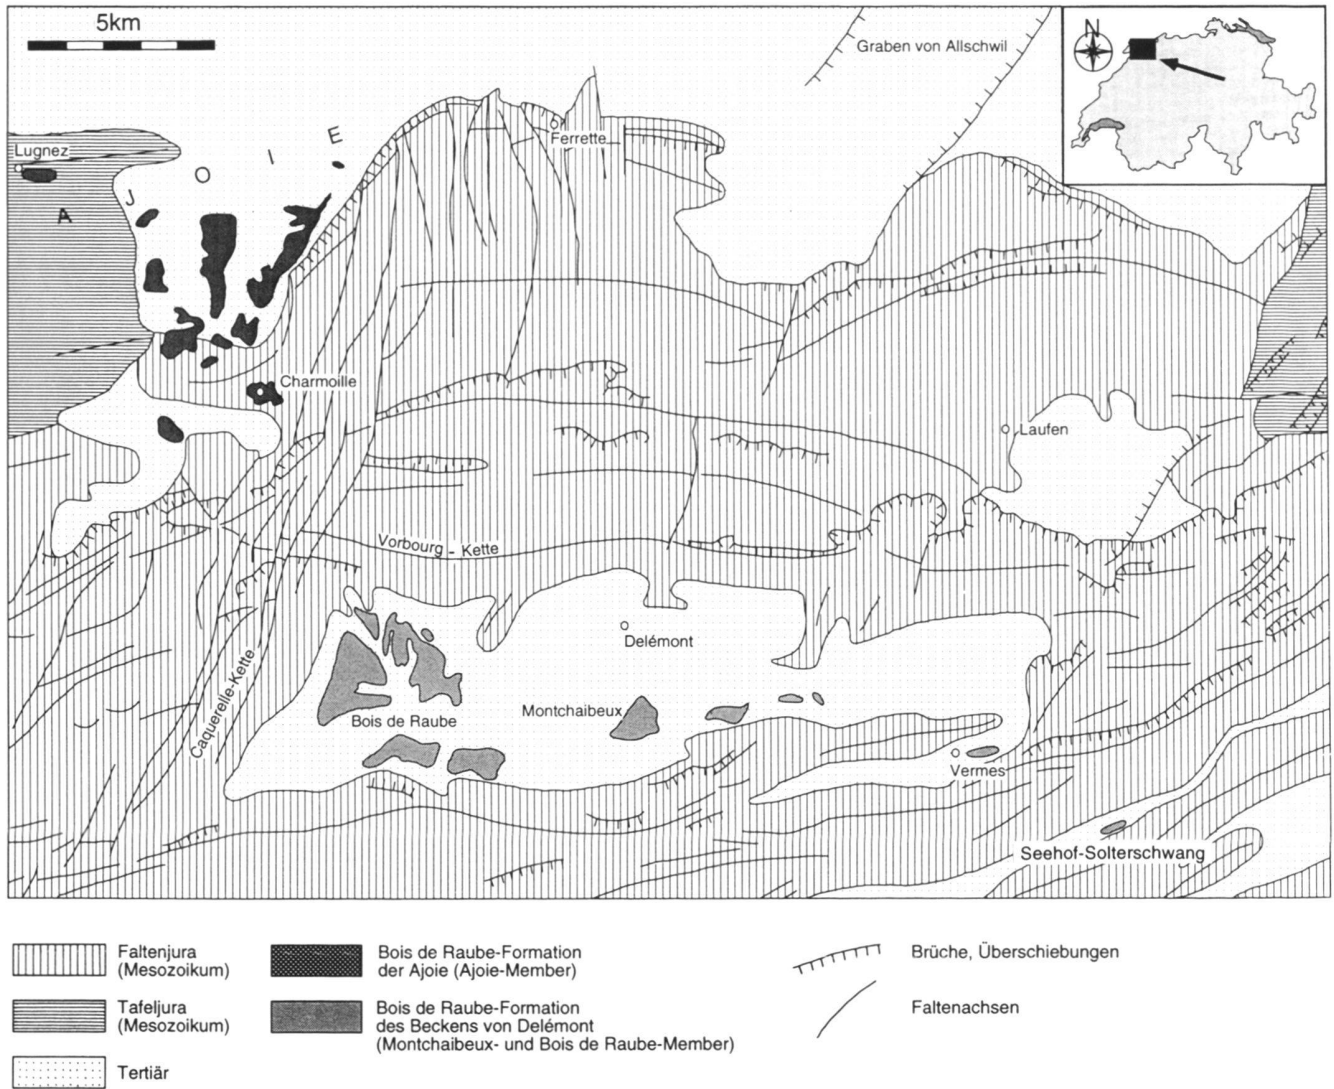 5km
Graben von Allschwil
N
Ferrette
Lugnez
A J O I E
Charmoille
Laufen
Vorbourg - Kette
Delémont
Caquerelle-Kette
Bois de Raube
Montchaibeux
Vermes
Seehof-Solterschwang
Faltenjura
(Mesozoikum)
Tafeljura
(Mesozoikum)
Tertiär
Bois de Raube-Formation
der Ajoie (Ajoie-Member)
Bois de Raube-Formation
des Beckens von Delémont
(Montchaibeux- und Bois de Raube-Member)
Brüche, Überschiebungen
Faltenachsen